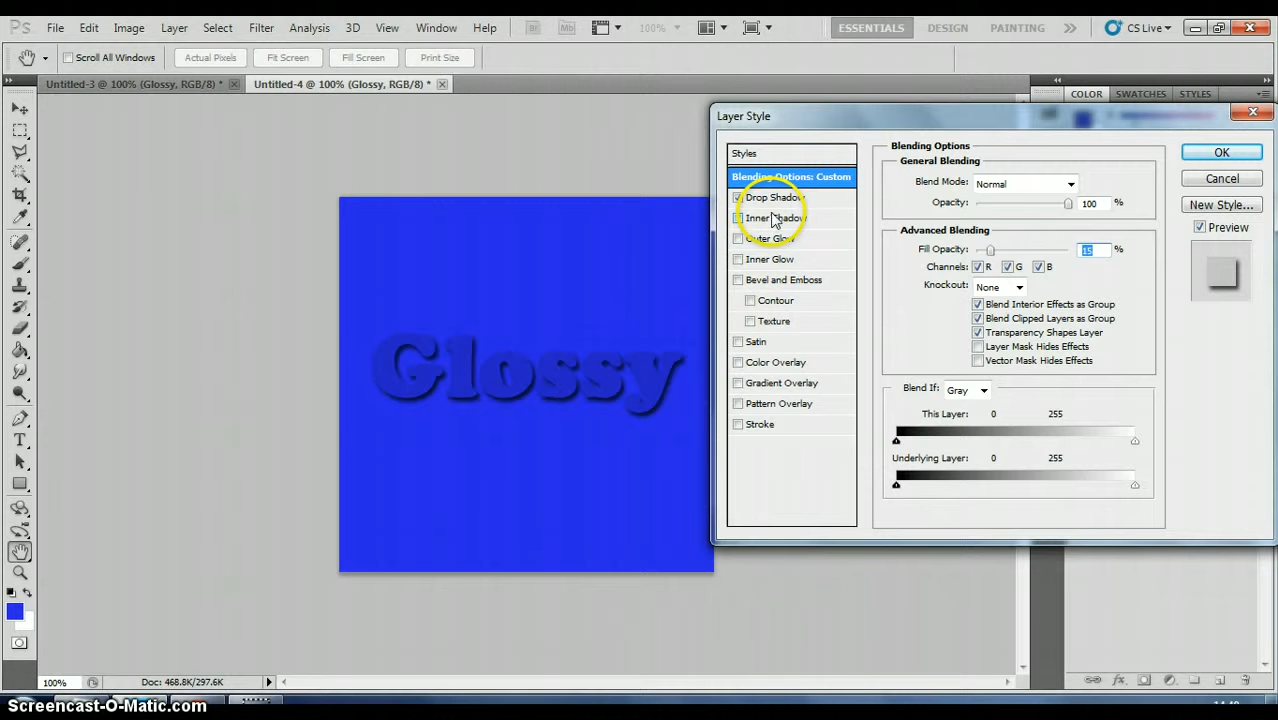 Ps File Edit Image Layer Select Filter Analysis 3D View Window Help Br Mb 100% ESSENTIALS DESIGN PAINTING CS Live
Scroll All Windows Actual Pixels Fit Screen Fill Screen Print Size
Untitled-3 @ 100% (Glossy, RGB/8) * Untitled-4 @ 100% (Glossy, RGB/8) * COLOR SWATCHES STYLES
Layer Style
Styles
Blending Options: Custom
Drop Shadow
Inner Shadow
Outer Glow
Inner Glow
Bevel and Emboss
Contour
Texture
Satin
Color Overlay
Gradient Overlay
Pattern Overlay
Stroke
Blending Options
General Blending
Blend Mode: Normal
Opacity: 100 %
Advanced Blending
Fill Opacity: 15 %
Channels: R G B
Knockout: None
Blend Interior Effects as Group
Blend Clipped Layers as Group
Transparency Shapes Layer
Layer Mask Hides Effects
Vector Mask Hides Effects
Blend If: Gray
This Layer: 0 255
Underlying Layer: 0 255
OK
Cancel
New Style...
Preview
Glossy
100% Doc: 468.8K/297.6K
Screencast-O-Matic.com